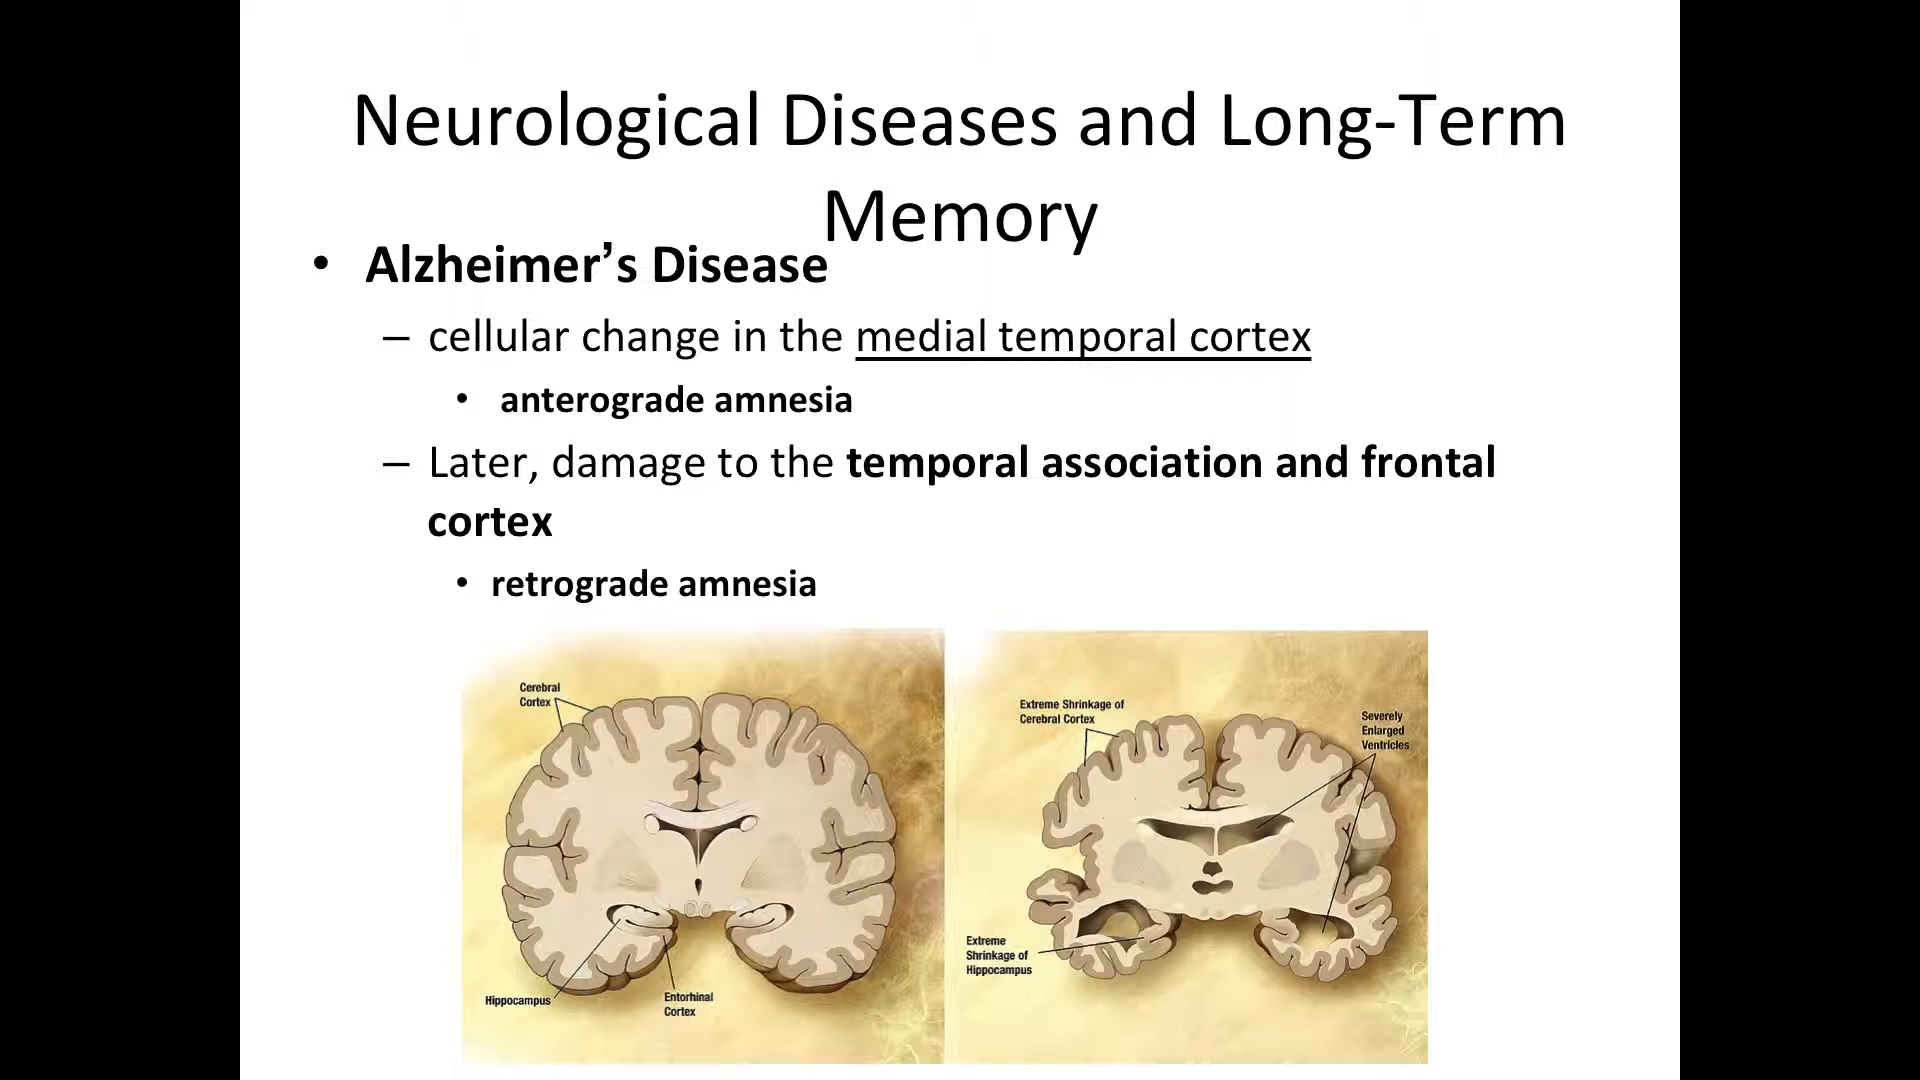 Neurological Diseases and Long-Term
Memory
• Alzheimer’s Disease
– cellular change in the medial temporal cortex
• anterograde amnesia
– Later, damage to the temporal association and frontal
cortex
• retrograde amnesia
Cerebral
Cortex
Hippocampus
Entorhinal
Cortex
Extreme Shrinkage of
Cerebral Cortex
Severely
Enlarged
Ventricles
Extreme
Shrinkage of
Hippocampus